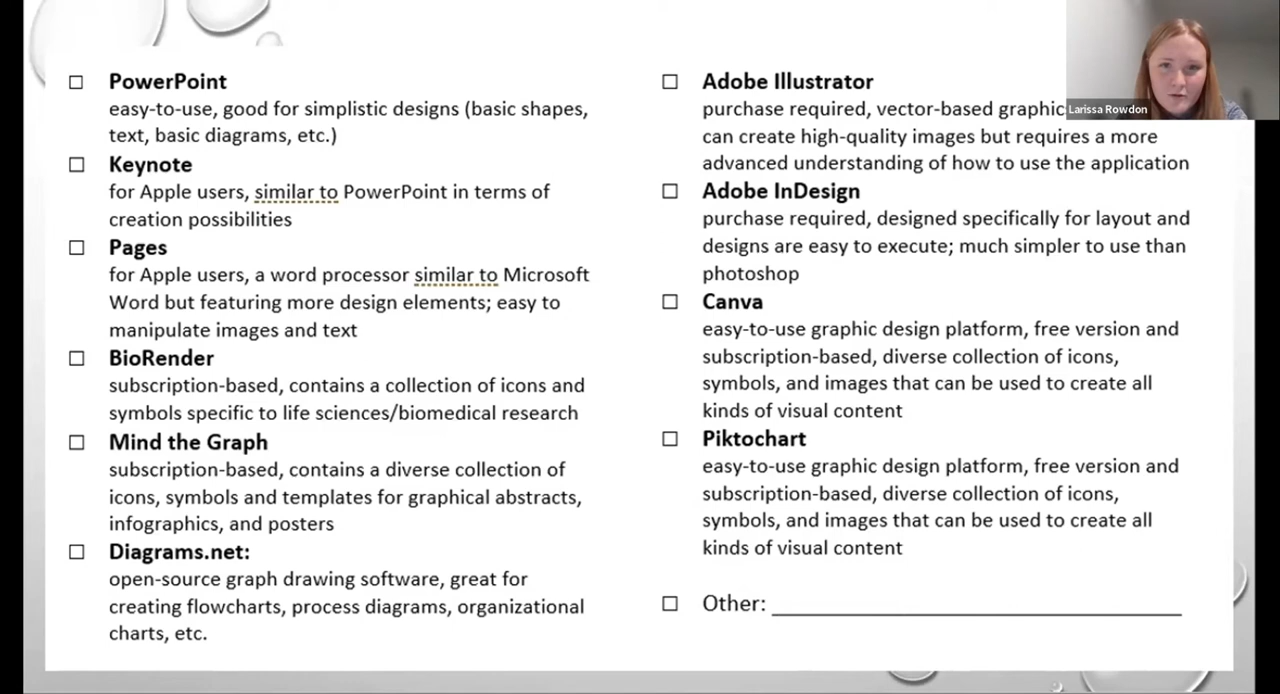 PowerPoint
easy-to-use, good for simplistic designs (basic shapes,
text, basic diagrams, etc.)
Keynote
for Apple users, similar to PowerPoint in terms of
creation possibilities
Pages
for Apple users, a word processor similar to Microsoft
Word but featuring more design elements; easy to
manipulate images and text
BioRender
subscription-based, contains a collection of icons and
symbols specific to life sciences/biomedical research
Mind the Graph
subscription-based, contains a diverse collection of
icons, symbols and templates for graphical abstracts,
infographics, and posters
Diagrams.net:
open-source graph drawing software, great for
creating flowcharts, process diagrams, organizational
charts, etc.
Adobe Illustrator
purchase required, vector-based graphic
can create high-quality images but requires a more
advanced understanding of how to use the application
Adobe InDesign
purchase required, designed specifically for layout and
designs are easy to execute; much simpler to use than
photoshop
Canva
easy-to-use graphic design platform, free version and
subscription-based, diverse collection of icons,
symbols, and images that can be used to create all
kinds of visual content
Piktochart
easy-to-use graphic design platform, free version and
subscription-based, diverse collection of icons,
symbols, and images that can be used to create all
kinds of visual content
Other:
Larissa Rowdon